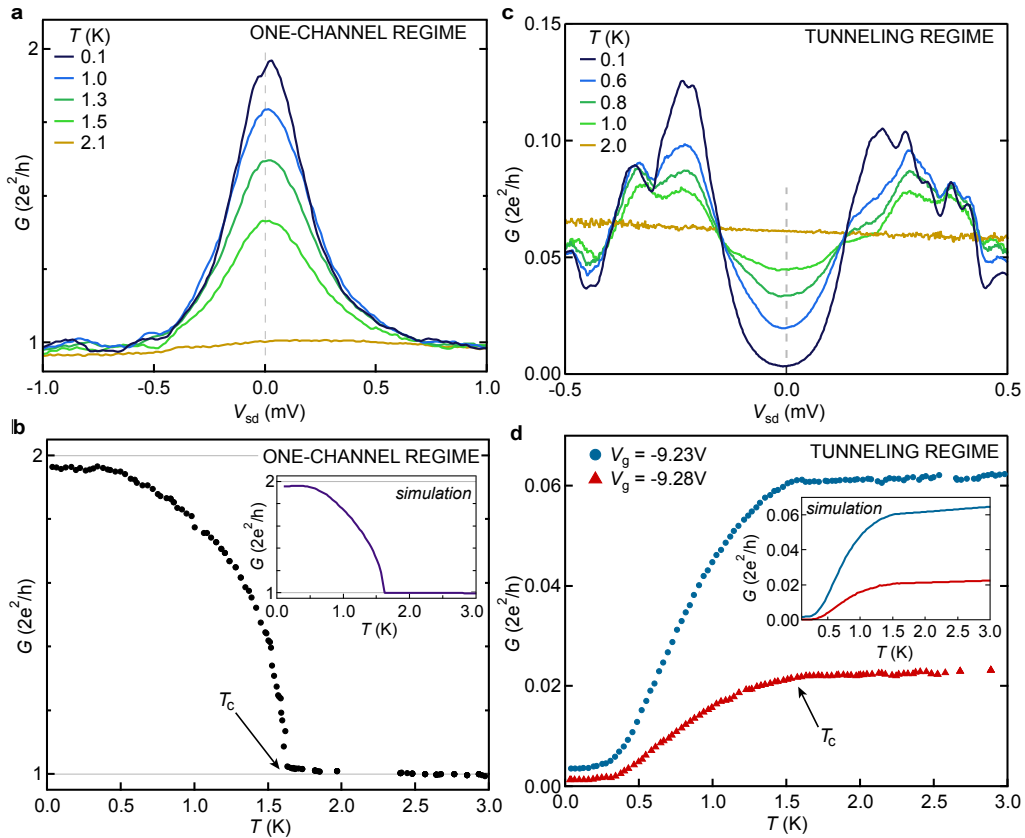 a
ONE-CHANNEL REGIME
T (K)
0.1
1.0
1.3
1.5
2.1
2
1
G (2e²/h)
-1.0
-0.5
0.0
0.5
1.0
V_sd (mV)
c
TUNNELING REGIME
T (K)
0.1
0.6
0.8
1.0
2.0
0.15
0.10
0.05
0.00
G (2e²/h)
-0.5
0.0
0.5
V_sd (mV)
b
ONE-CHANNEL REGIME
2
1
G (2e²/h)
simulation
2
1
G (2e²/h)
0.0
1.0
2.0
3.0
T (K)
T_c
0.0
0.5
1.0
1.5
2.0
2.5
3.0
T (K)
d
TUNNELING REGIME
V_g = -9.23V
V_g = -9.28V
0.06
0.04
0.02
0.00
G (2e²/h)
simulation
0.06
0.04
0.02
0.0
G (2e²/h)
0.5
1.0
2.0
3.0
T (K)
T_c
0.0
0.5
1.0
1.5
2.0
2.5
3.0
T (K)